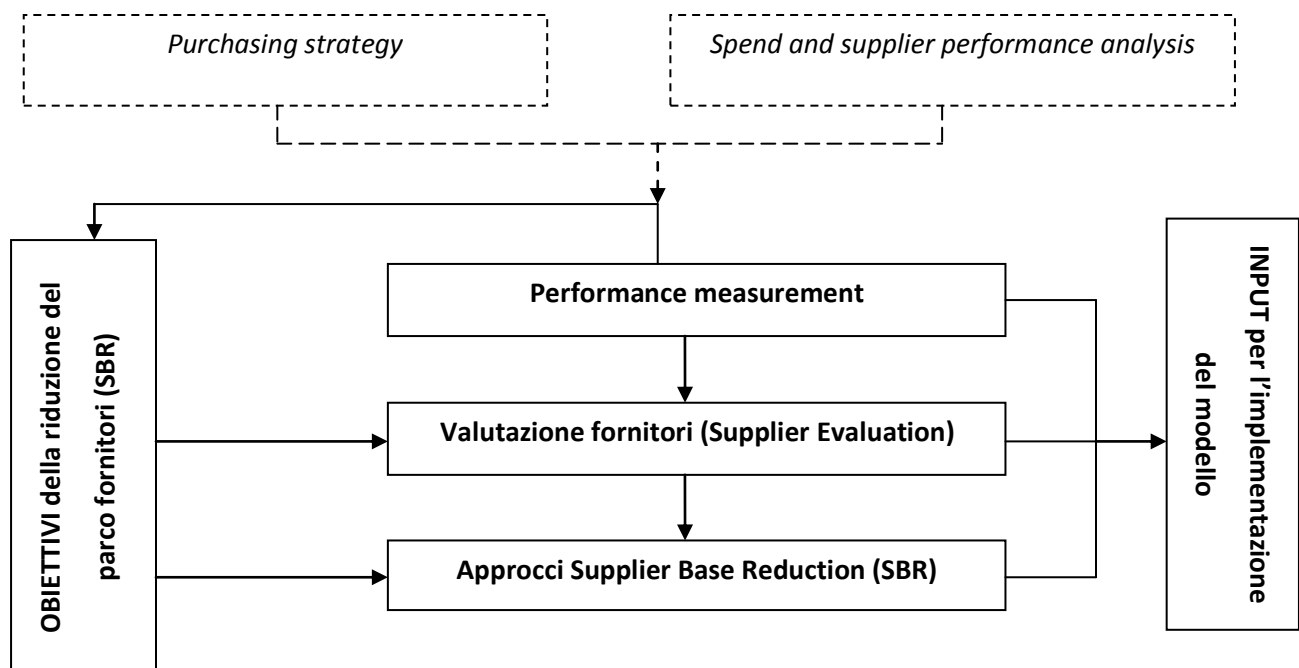 Purchasing strategy
Spend and supplier performance analysis
OBIETTIVI della riduzione del
parco fornitori (SBR)
Performance measurement
Valutazione fornitori (Supplier Evaluation)
Approcci Supplier Base Reduction (SBR)
INPUT per l’implementazione
del modello